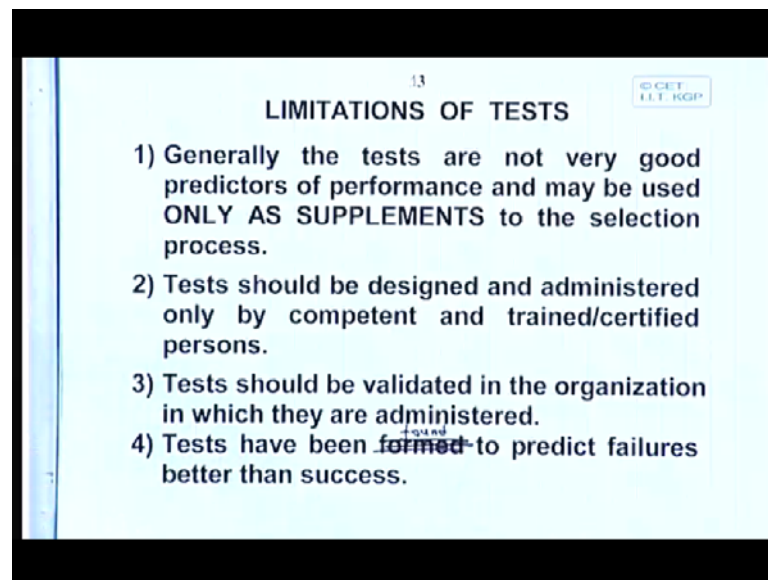 13
© CET
I.I.T. KGP
LIMITATIONS OF TESTS
1) Generally the tests are not very good
predictors of performance and may be used
ONLY AS SUPPLEMENTS to the selection
process.
2) Tests should be designed and administered
only by competent and trained/certified
persons.
3) Tests should be validated in the organization
in which they are administered.
found
4) Tests have been formed to predict failures
better than success.